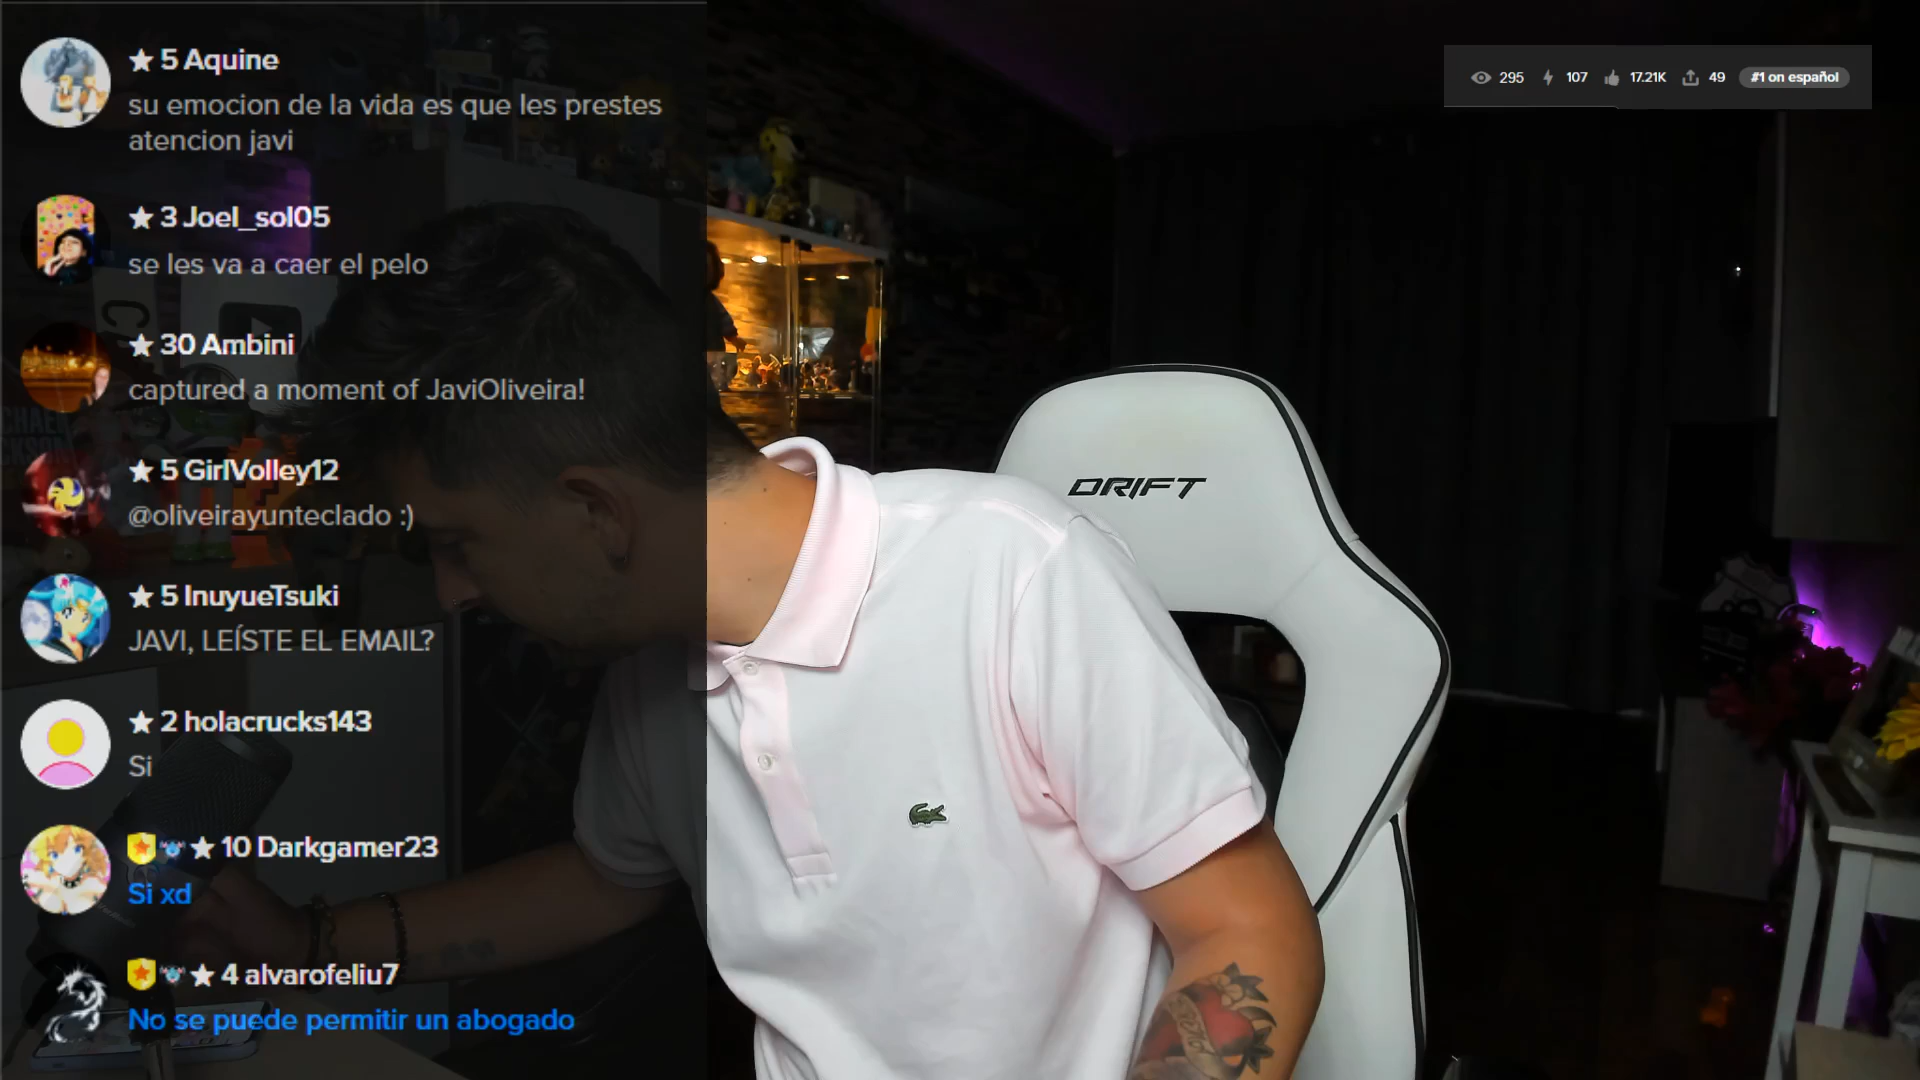 5 Aquine
su emocion de la vida es que les prestes
atencion javi
3 Joel_sol05
se les va a caer el pelo
30 Ambini
captured a moment of JaviOliveira!
5 GirlVolley12
@oliveirayunteclado :)
5 InuyueTsuki
JAVI, LEÍSTE EL EMAIL?
2 holacrucks143
Si
10 Darkgamer23
Si xd
4 alvarofeliu7
No se puede permitir un abogado
295 107 17.21K 49 #1 on español
DRIFT